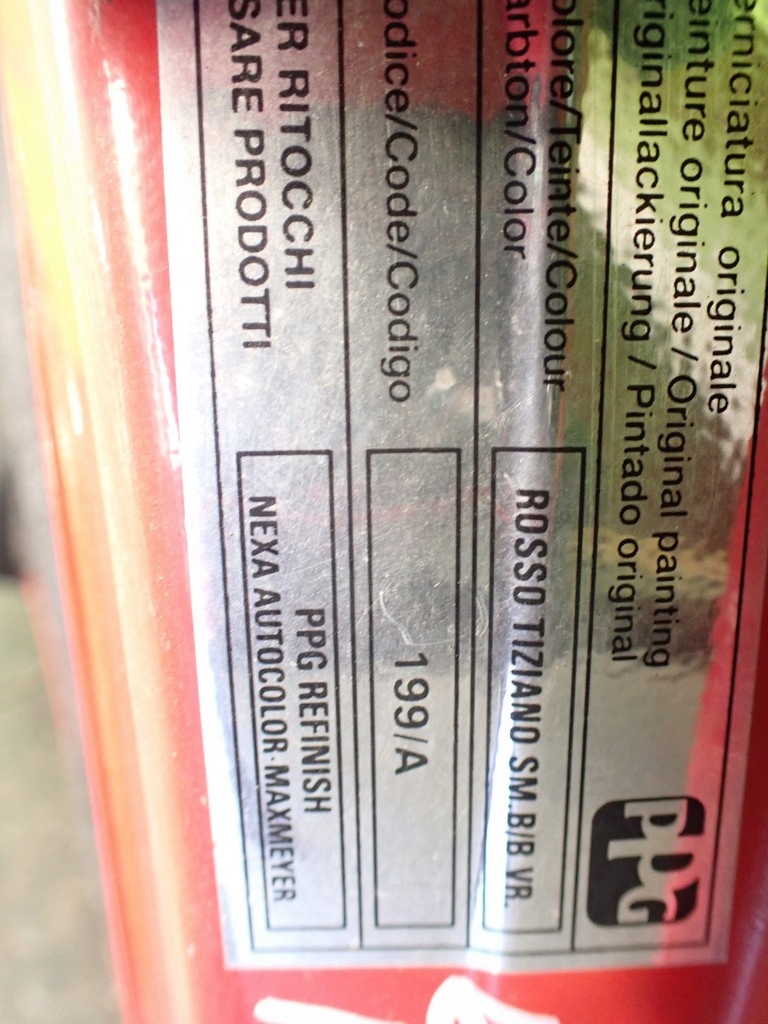 erniciatura originale
einture originale / Original painting
riginallackierung / Pintado original
PPG
olore/Teinte/Colour
arbton/Color
ROSSO TIZIANO SM.B/B VR.
odice/Code/Codigo
199/A
ER RITOCCHI
SARE PRODOTTI
PPG REFINISH
NEXA AUTOCOLOR·MAXMEYER